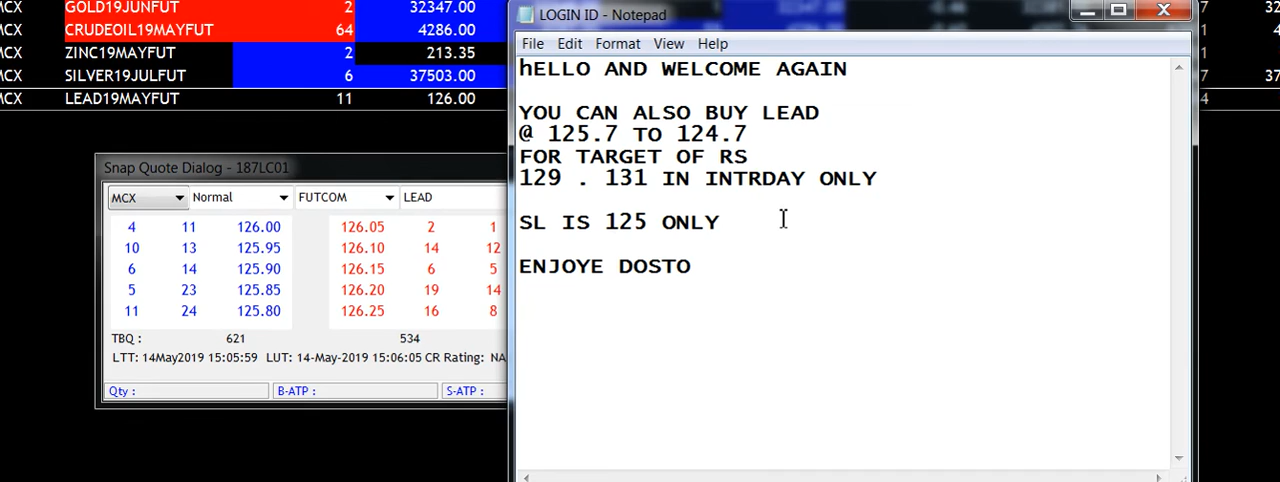 MCX GOLD19JUNFUT 2 32347.00
MCX CRUDEOIL19MAYFUT 64 4286.00
MCX ZINC19MAYFUT 2 213.35
MCX SILVER19JULFUT 6 37503.00
MCX LEAD19MAYFUT 11 126.00
Snap Quote Dialog - 187LC01
MCX Normal FUTCOM LEAD
4 11 126.00 126.05 2 1
10 13 125.95 126.10 14 12
6 14 125.90 126.15 6 5
5 23 125.85 126.20 19 14
11 24 125.80 126.25 16 8
TBQ : 621 534
LTT: 14May2019 15:05:59 LUT: 14-May-2019 15:06:05 CR Rating: NA
Qty : B-ATP : S-ATP :
LOGIN ID - Notepad
File Edit Format View Help
hELLO AND WELCOME AGAIN
YOU CAN ALSO BUY LEAD
@ 125.7 TO 124.7
FOR TARGET OF RS
129 . 131 IN INTRDAY ONLY
SL IS 125 ONLY
ENJOYE DOSTO